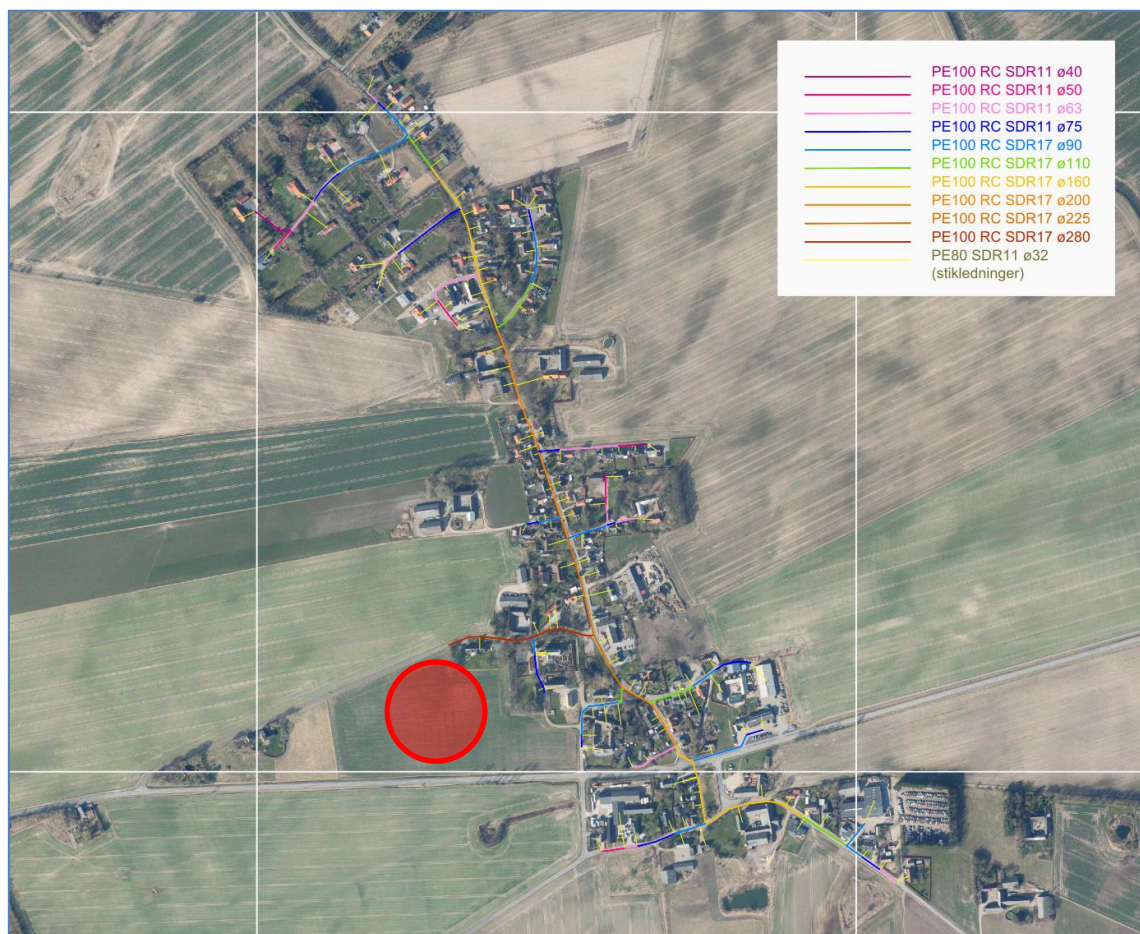 PE100 RC SDR11 ø40
PE100 RC SDR11 ø50
PE100 RC SDR11 ø63
PE100 RC SDR11 ø75
PE100 RC SDR17 ø90
PE100 RC SDR17 ø110
PE100 RC SDR17 ø160
PE100 RC SDR17 ø200
PE100 RC SDR17 ø225
PE100 RC SDR17 ø280
PE80 SDR11 ø32
(stikledninger)